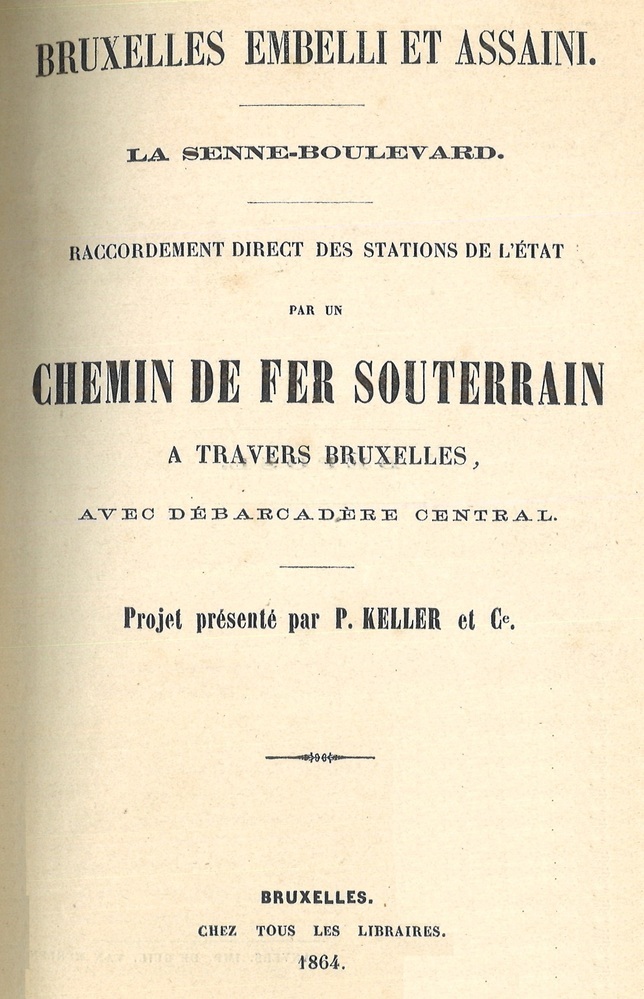 BRUXELLES EMBELLI ET ASSAINI.
LA SENNE-BOULEVARD.
RACCORDEMENT DIRECT DES STATIONS DE L'ÉTAT
PAR UN
CHEMIN DE FER SOUTERRAIN
A TRAVERS BRUXELLES,
AVEC DÉBARCADÈRE CENTRAL.
Projet présenté par P. KELLER et Cᵉ.
BRUXELLES.
CHEZ TOUS LES LIBRAIRES.
1864.